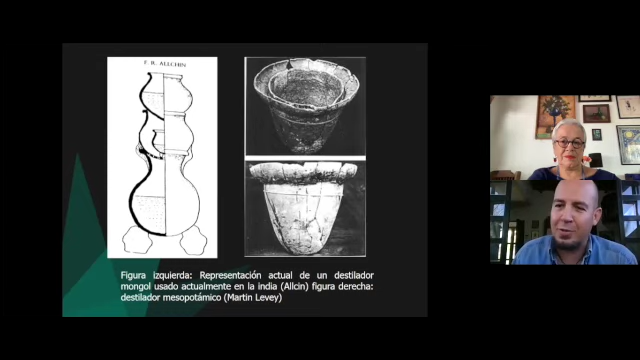 F. R. ALLCHIN
Figura izquierda: Representación actual de un destilador
mongol usado actualmente en la india (Allcin) figura derecha:
destilador mesopotámico (Martin Levey)